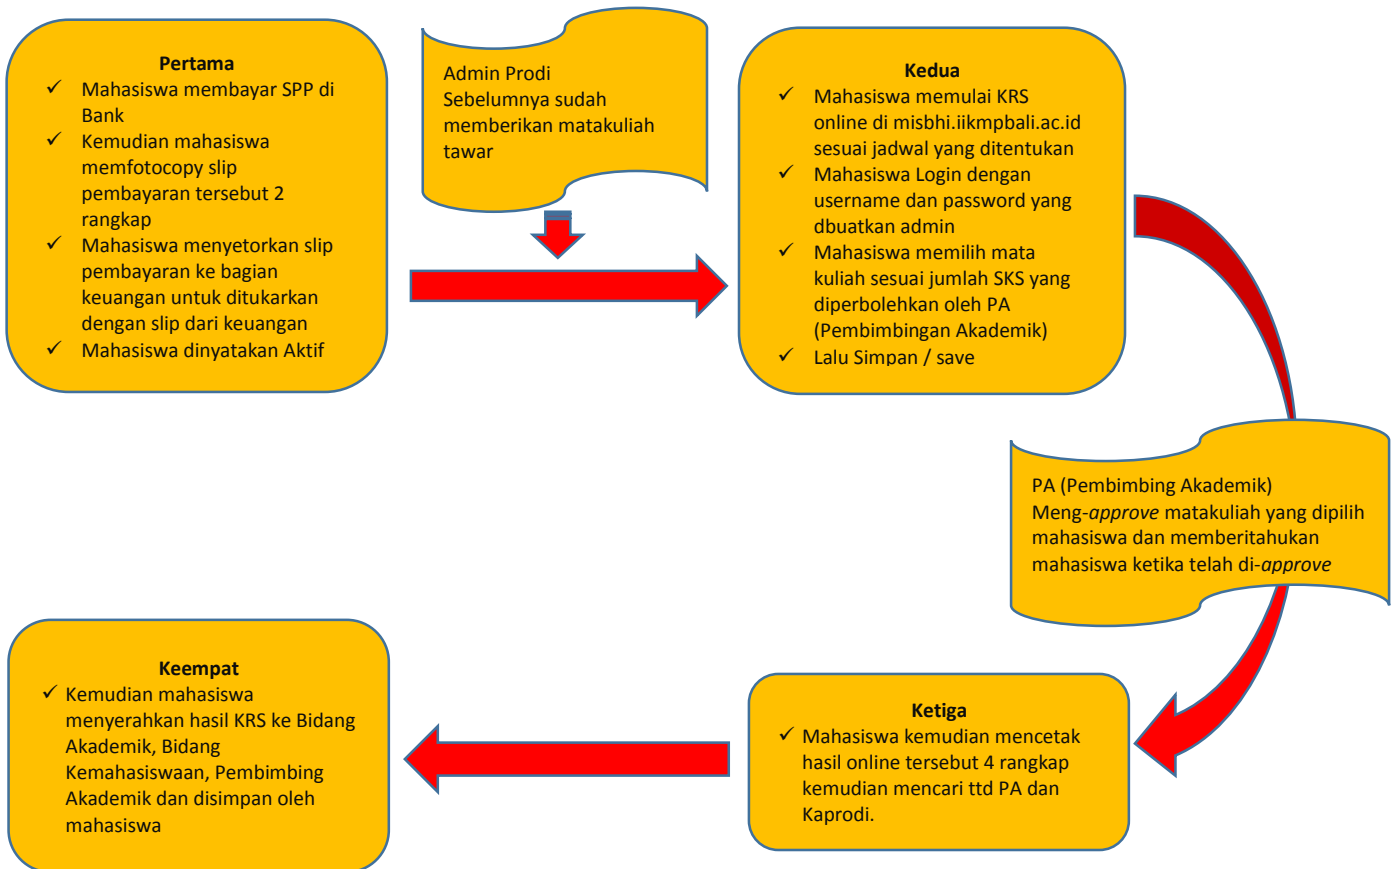 Pertama
✓ Mahasiswa membayar SPP di
Bank
✓ Kemudian mahasiswa
memfotocopy slip
pembayaran tersebut 2
rangkap
✓ Mahasiswa menyetorkan slip
pembayaran ke bagian
keuangan untuk ditukarkan
dengan slip dari keuangan
✓ Mahasiswa dinyatakan Aktif
Admin Prodi
Sebelumnya sudah
memberikan matakuliah
tawar
Kedua
✓ Mahasiswa memulai KRS
online di misbhi.iikmpbali.ac.id
sesuai jadwal yang ditentukan
✓ Mahasiswa Login dengan
username dan password yang
dbuatkan admin
✓ Mahasiswa memilih mata
kuliah sesuai jumlah SKS yang
diperbolehkan oleh PA
(Pembimbingan Akademik)
✓ Lalu Simpan / save
PA (Pembimbing Akademik)
Meng-approve matakuliah yang dipilih
mahasiswa dan memberitahukan
mahasiswa ketika telah di-approve
Ketiga
✓ Mahasiswa kemudian mencetak
hasil online tersebut 4 rangkap
kemudian mencari ttd PA dan
Kaprodi.
Keempat
✓ Kemudian mahasiswa
menyerahkan hasil KRS ke Bidang
Akademik, Bidang
Kemahasiswaan, Pembimbing
Akademik dan disimpan oleh
mahasiswa